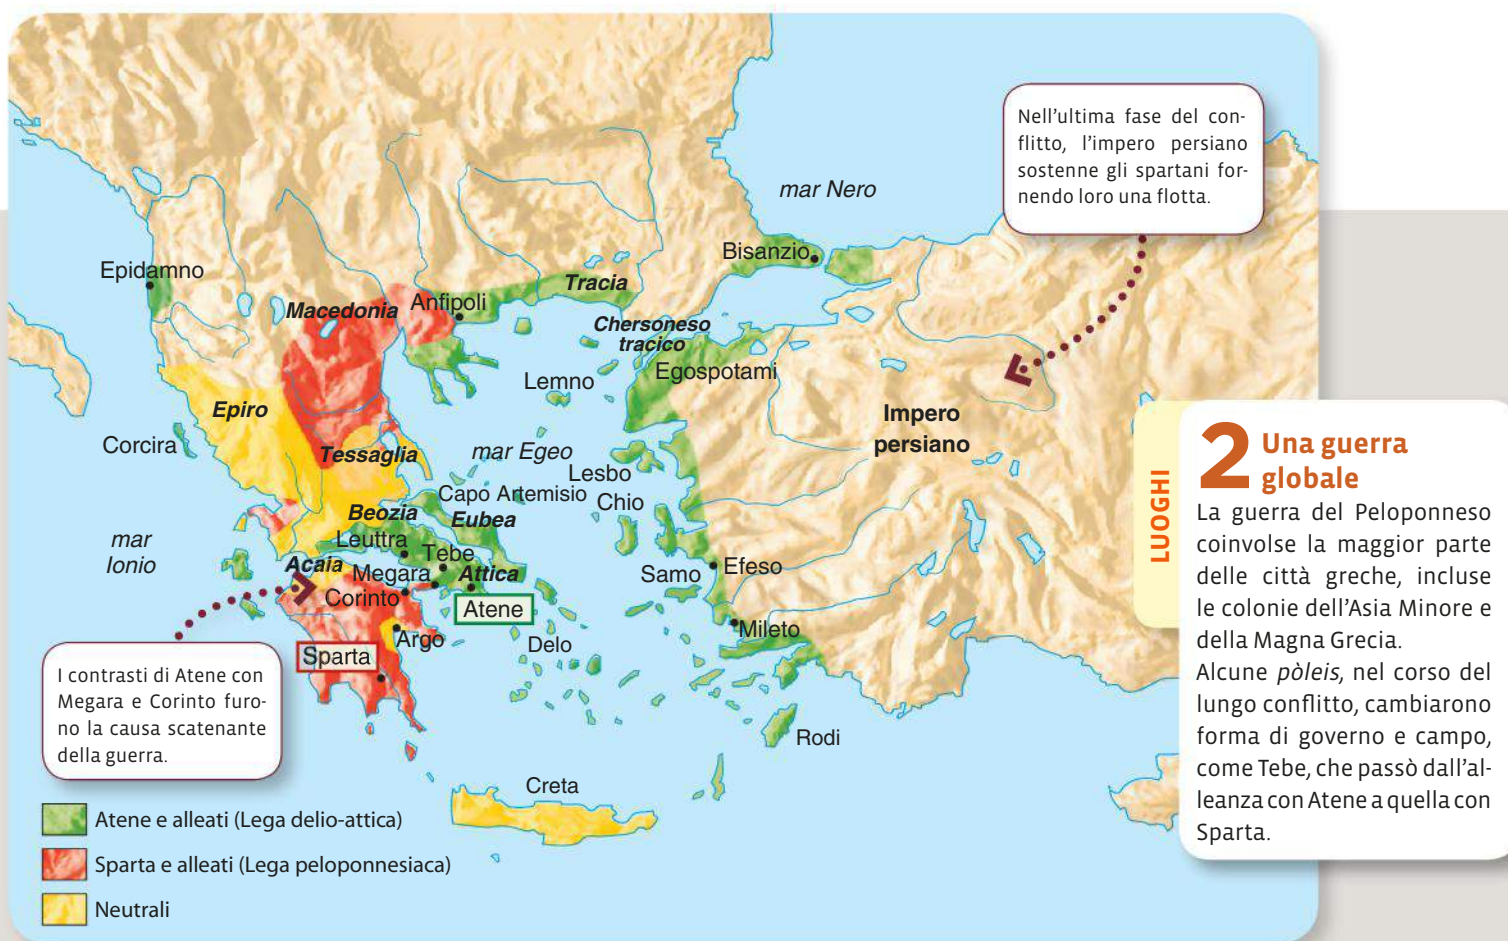 Nell'ultima fase del con-
flitto, l'impero persiano
sostenne gli spartani for-
nendo loro una flotta.
mar Nero
Bisanzio
Epidamno
Tracia
Macedonia
Anfipoli
Chersoneso
tracico
Egospotami
Lemno
Epiro
Impero
persiano
Corcira
Tessaglia
mar Egeo
Lesbo
Capo Artemisio
Chio
Beozia
Eubea
Leuttra
mar
Ionio
Tebe
Acaia
Megara
Attica
Samo
Efeso
Corinto
Atene
Mileto
Argo
Delo
Sparta
I contrasti di Atene con
Megara e Corinto furo-
no la causa scatenante
della guerra.
Rodi
Creta
Atene e alleati (Lega delio-attica)
Sparta e alleati (Lega peloponnesiaca)
Neutrali
LUOGHI
2 Una guerra
globale
La guerra del Peloponneso
coinvolse la maggior parte
delle città greche, incluse
le colonie dell'Asia Minore e
della Magna Grecia.
Alcune pòleis, nel corso del
lungo conflitto, cambiarono
forma di governo e campo,
come Tebe, che passò dall'al-
leanza con Atene a quella con
Sparta.